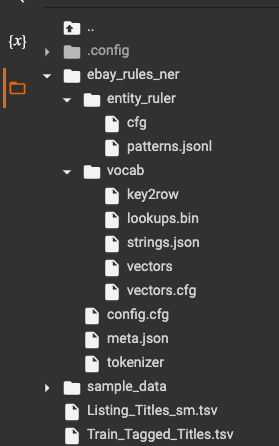 ..
{x}
.config
ebay_rules_ner
entity_ruler
cfg
patterns.jsonl
vocab
key2row
lookups.bin
strings.json
vectors
vectors.cfg
config.cfg
meta.json
tokenizer
sample_data
Listing_Titles_sm.tsv
Train_Tagged_Titles.tsv